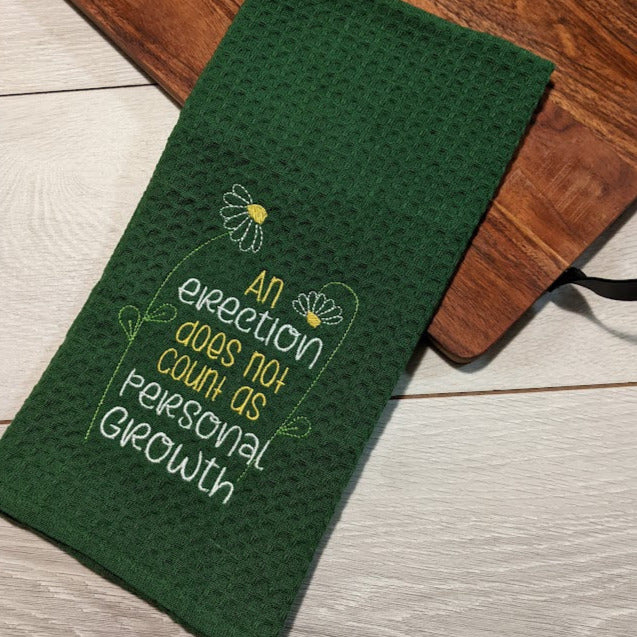 An
erection
does not
count as
Personal
Growth